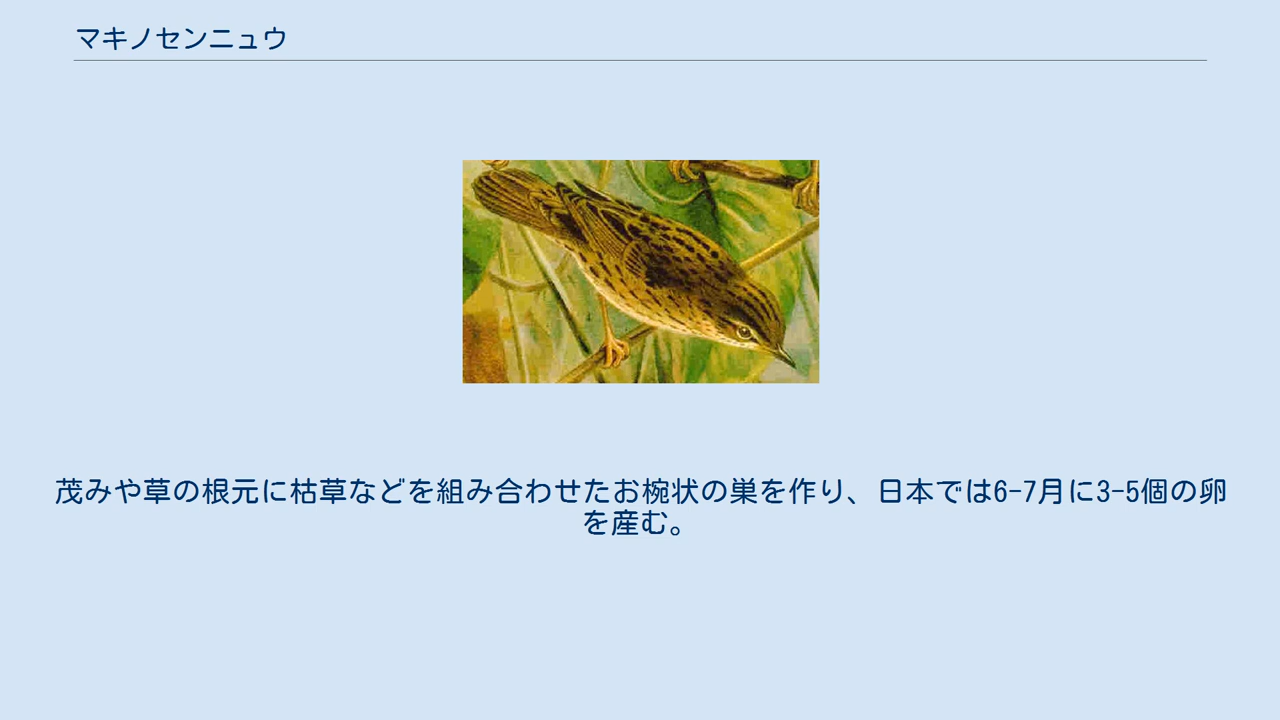 マキノセンニュウ
茂みや草の根元に枯草などを組み合わせたお椀状の巣を作り、日本では6-7月に3-5個の卵
を産む。